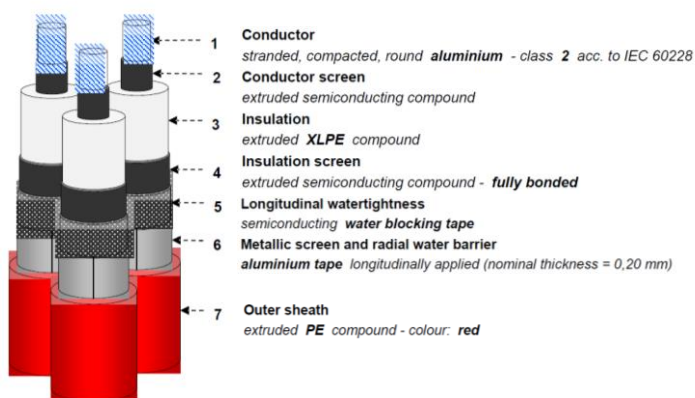 1 Conductor
stranded, compacted, round aluminium - class 2 acc. to IEC 60228
2 Conductor screen
extruded semiconducting compound
3 Insulation
extruded XLPE compound
4 Insulation screen
extruded semiconducting compound - fully bonded
5 Longitudinal watertightness
semiconducting water blocking tape
6 Metallic screen and radial water barrier
aluminium tape longitudinally applied (nominal thickness = 0,20 mm)
7 Outer sheath
extruded PE compound - colour: red